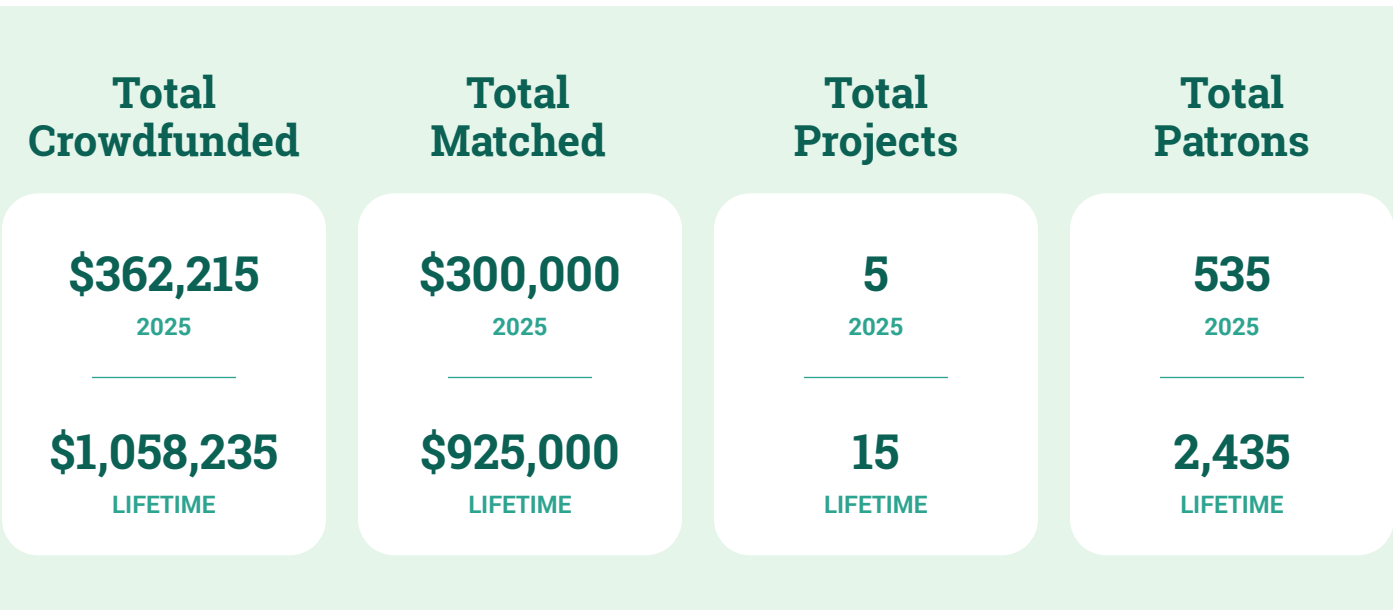 Total
Crowdfunded
$362,215
2025
$1,058,235
LIFETIME
Total
Matched
$300,000
2025
$925,000
LIFETIME
Total
Projects
5
2025
15
LIFETIME
Total
Patrons
535
2025
2,435
LIFETIME